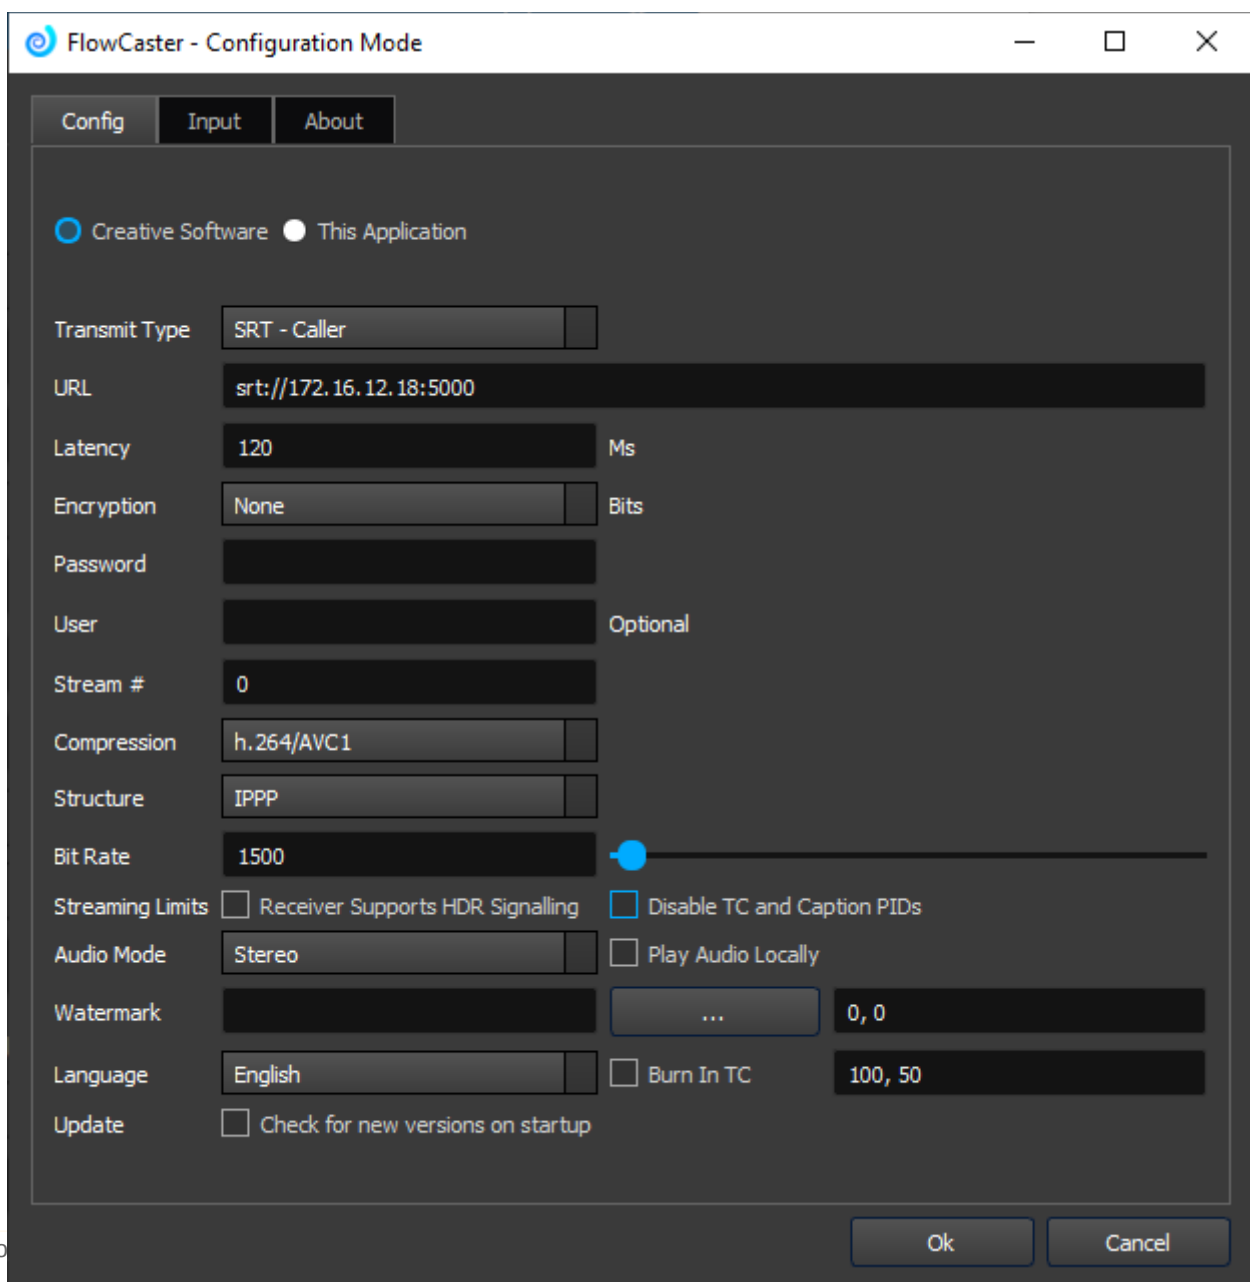 FlowCaster - Configuration Mode
Config Input About
Creative Software This Application
Transmit Type SRT - Caller
URL srt://172.16.12.18:5000
Latency 120 Ms
Encryption None Bits
Password
User Optional
Stream # 0
Compression h.264/AVC1
Structure IPPP
Bit Rate 1500
Streaming Limits Receiver Supports HDR Signalling Disable TC and Caption PIDs
Audio Mode Stereo Play Audio Locally
Watermark ... 0, 0
Language English Burn In TC 100, 50
Update Check for new versions on startup
Ok Cancel